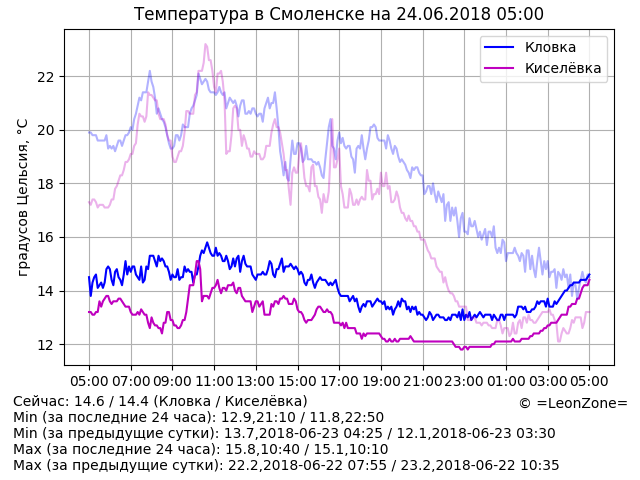 Температура в Смоленске на 24.06.2018 05:00
Кловка
Киселёвка
градусов Цельсия, °C
22
20
18
16
14
12
05:00 07:00 09:00 11:00 13:00 15:00 17:00 19:00 21:00 23:00 01:00 03:00 05:00
Сейчас: 14.6 / 14.4 (Кловка / Киселёвка)
© =LeonZone=
Min (за последние 24 часа): 12.9,21:10 / 11.8,22:50
Min (за предыдущие сутки): 13.7,2018-06-23 04:25 / 12.1,2018-06-23 03:30
Max (за последние 24 часа): 15.8,10:40 / 15.1,10:10
Max (за предыдущие сутки): 22.2,2018-06-22 07:55 / 23.2,2018-06-22 10:35